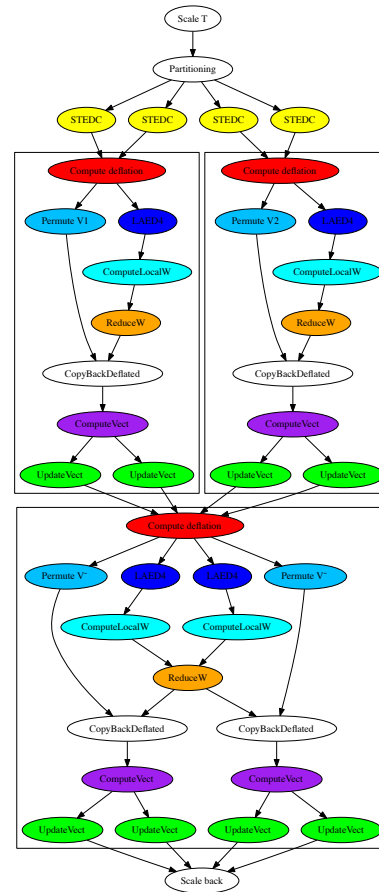 Scale T
Partitioning
STEDC STEDC STEDC STEDC
Compute deflation Compute deflation
Permute V1 LAED4 Permute V2 LAED4
ComputeLocalW ComputeLocalW
ReduceW ReduceW
CopyBackDeflated CopyBackDeflated
ComputeVect ComputeVect
UpdateVect UpdateVect UpdateVect UpdateVect
Compute deflation
Permute V LAED4 LAED4 Permute V
ComputeLocalW ComputeLocalW
ReduceW
CopyBackDeflated CopyBackDeflated
ComputeVect ComputeVect
UpdateVect UpdateVect UpdateVect UpdateVect
Scale back